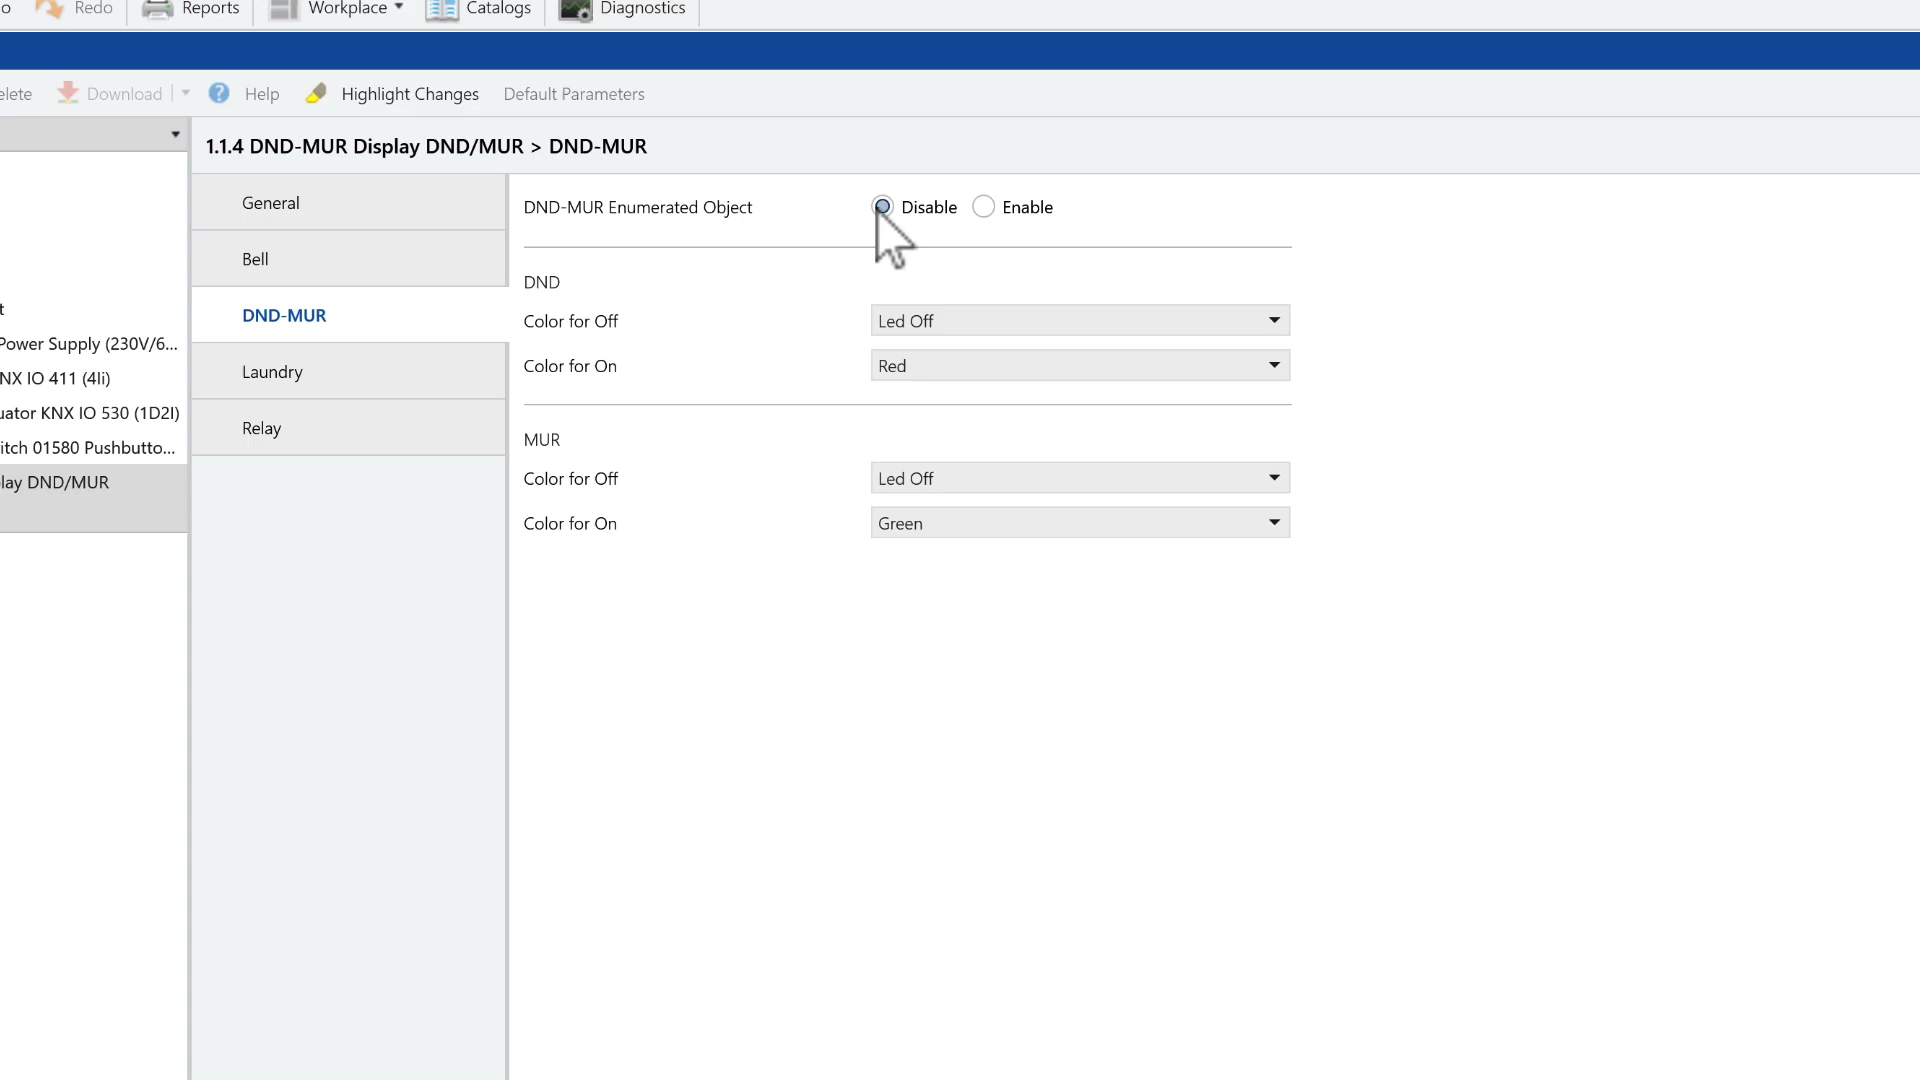 o Redo Reports Workplace Catalogs Diagnostics
elete Download Help Highlight Changes Default Parameters
1.1.4 DND-MUR Display DND/MUR > DND-MUR
General
Bell
DND-MUR
Laundry
Relay
t
Power Supply (230V/6...
NX IO 411 (4Ii)
uator KNX IO 530 (1D2I)
itch 01580 Pushbutto...
lay DND/MUR
DND-MUR Enumerated Object Disable Enable
DND
Color for Off Led Off
Color for On Red
MUR
Color for Off Led Off
Color for On Green